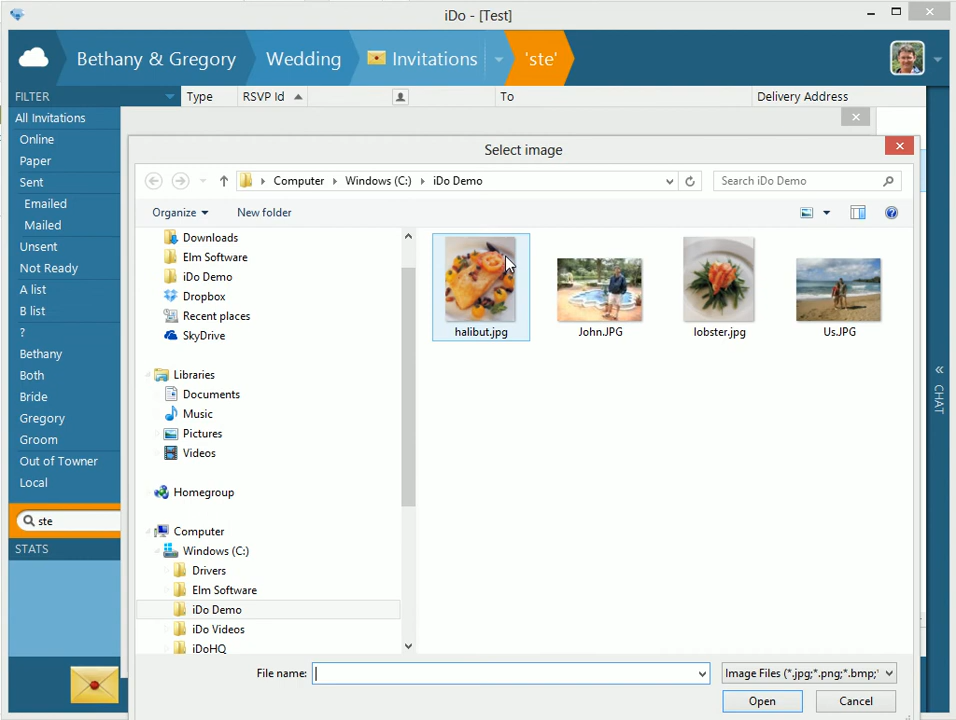 iDo - [Test]
Bethany & Gregory
Wedding
Invitations
'ste'
FILTER
Type
RSVP Id
To
Delivery Address
All Invitations
Online
Paper
Sent
Emailed
Mailed
Unsent
Not Ready
A list
B list
?
Bethany
Both
Bride
Gregory
Groom
Out of Towner
Local
ste
STATS
CHAT
Select image
Computer
Windows (C:)
iDo Demo
Search iDo Demo
Organize
New folder
Downloads
Elm Software
iDo Demo
Dropbox
Recent places
SkyDrive
Libraries
Documents
Music
Pictures
Videos
Homegroup
Computer
Windows (C:)
Drivers
Elm Software
iDo Demo
iDo Videos
iDoHQ
halibut.jpg
John.JPG
lobster.jpg
Us.JPG
File name:
Image Files (*.jpg;*.png;*.bmp;*
Open
Cancel